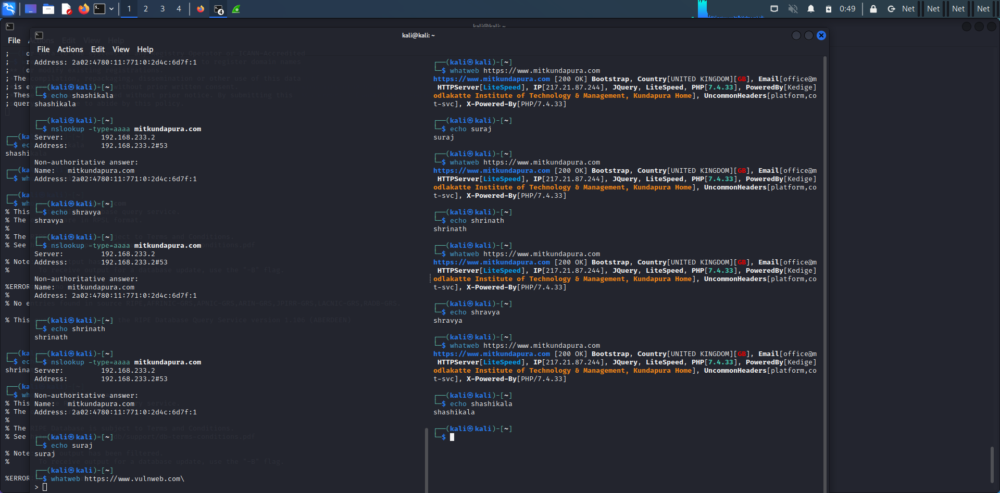 1 2 3 4 4 0:49 Net Net Net Net
kali@kali: ~
File Actions Edit View Help
kali@kali: ~
File Actions Edit View Help
Address: 2a02:4780:11:771:0:2d4c:6d7f:1
┌──(kali㉿kali)-[~]
└─$ echo shashikala
shashikala
┌──(kali㉿kali)-[~]
└─$ nslookup -type=aaaa mitkundapura.com
Server:         192.168.233.2
Address:        192.168.233.2#53
Non-authoritative answer:
Name:   mitkundapura.com
Address: 2a02:4780:11:771:0:2d4c:6d7f:1
┌──(kali㉿kali)-[~]
└─$ echo shravya
shravya
┌──(kali㉿kali)-[~]
└─$ nslookup -type=aaaa mitkundapura.com
Server:         192.168.233.2
Address:        192.168.233.2#53
Non-authoritative answer:
Name:   mitkundapura.com
Address: 2a02:4780:11:771:0:2d4c:6d7f:1
┌──(kali㉿kali)-[~]
└─$ echo shrinath
shrinath
┌──(kali㉿kali)-[~]
└─$ nslookup -type=aaaa mitkundapura.com
Server:         192.168.233.2
Address:        192.168.233.2#53
Non-authoritative answer:
Name:   mitkundapura.com
Address: 2a02:4780:11:771:0:2d4c:6d7f:1
┌──(kali㉿kali)-[~]
└─$ echo suraj
suraj
┌──(kali㉿kali)-[~]
└─$ whatweb https://www.vulnweb.com\
>
┌──(kali㉿kali)-[~]
└─$ whatweb https://www.mitkundapura.com
https://www.mitkundapura.com [200 OK] Bootstrap, Country[UNITED KINGDOM][GB], Email[office@m
HTTPServer[LiteSpeed], IP[217.21.87.244], JQuery, LiteSpeed, PHP[7.4.33], PoweredBy[Kedige]
odlakatte Institute of Technology & Management, Kundapura Home], UncommonHeaders[platform,co
t-svc], X-Powered-By[PHP/7.4.33]
┌──(kali㉿kali)-[~]
└─$ echo suraj
suraj
┌──(kali㉿kali)-[~]
└─$ whatweb https://www.mitkundapura.com
https://www.mitkundapura.com [200 OK] Bootstrap, Country[UNITED KINGDOM][GB], Email[office@m
HTTPServer[LiteSpeed], IP[217.21.87.244], JQuery, LiteSpeed, PHP[7.4.33], PoweredBy[Kedige]
odlakatte Institute of Technology & Management, Kundapura Home], UncommonHeaders[platform,co
t-svc], X-Powered-By[PHP/7.4.33]
┌──(kali㉿kali)-[~]
└─$ echo shrinath
shrinath
┌──(kali㉿kali)-[~]
└─$ whatweb https://www.mitkundapura.com
https://www.mitkundapura.com [200 OK] Bootstrap, Country[UNITED KINGDOM][GB], Email[office@m
HTTPServer[LiteSpeed], IP[217.21.87.244], JQuery, LiteSpeed, PHP[7.4.33], PoweredBy[Kedige]
odlakatte Institute of Technology & Management, Kundapura Home], UncommonHeaders[platform,co
t-svc], X-Powered-By[PHP/7.4.33]
┌──(kali㉿kali)-[~]
└─$ echo shravya
shravya
┌──(kali㉿kali)-[~]
└─$ whatweb https://www.mitkundapura.com
https://www.mitkundapura.com [200 OK] Bootstrap, Country[UNITED KINGDOM][GB], Email[office@m
HTTPServer[LiteSpeed], IP[217.21.87.244], JQuery, LiteSpeed, PHP[7.4.33], PoweredBy[Kedige]
odlakatte Institute of Technology & Management, Kundapura Home], UncommonHeaders[platform,co
t-svc], X-Powered-By[PHP/7.4.33]
┌──(kali㉿kali)-[~]
└─$ echo shashikala
shashikala
┌──(kali㉿kali)-[~]
└─$